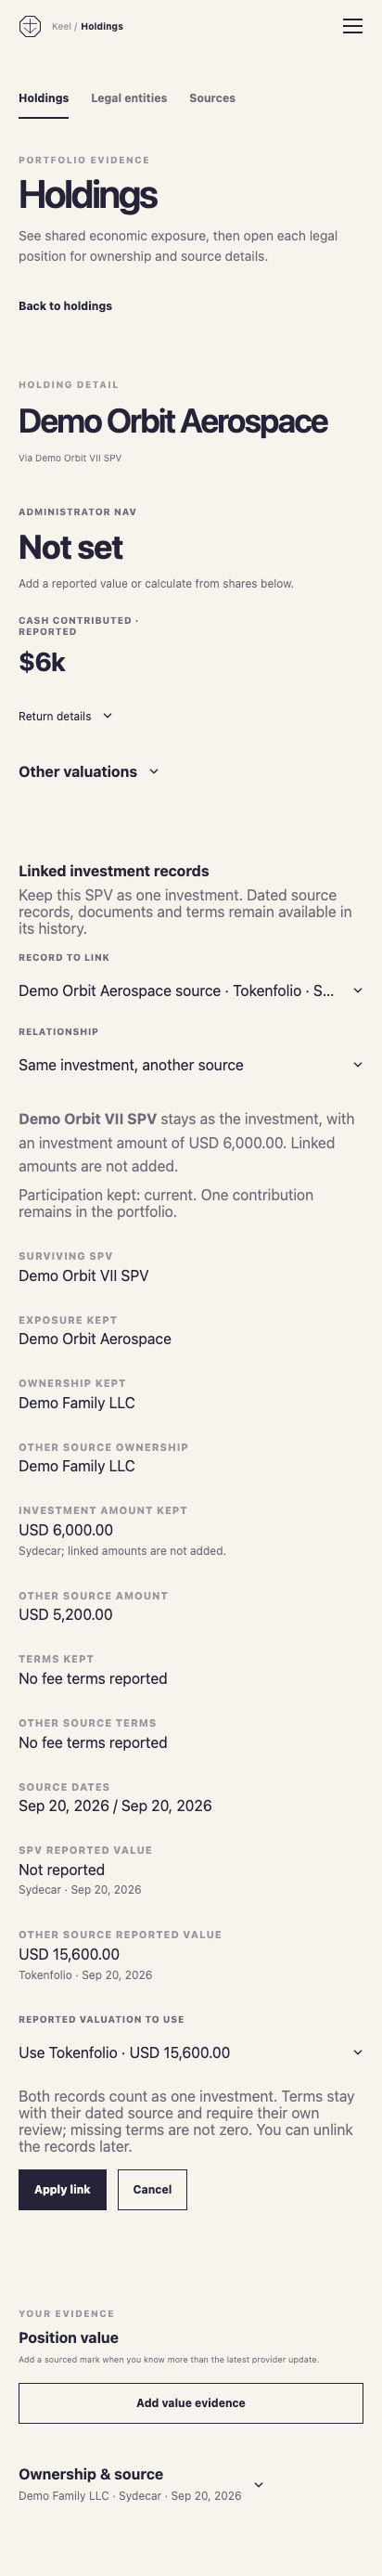 Keel / Holdings
Holdings Legal entities Sources
PORTFOLIO EVIDENCE
Holdings
See shared economic exposure, then open each legal
position for ownership and source details.
Back to holdings
HOLDING DETAIL
Demo Orbit Aerospace
Via Demo Orbit VII SPV
ADMINISTRATOR NAV
Not set
Add a reported value or calculate from shares below.
CASH CONTRIBUTED ·
REPORTED
$6k
Return details
Other valuations
Linked investment records
Keep this SPV as one investment. Dated source
records, documents and terms remain available in
its history.
RECORD TO LINK
Demo Orbit Aerospace source · Tokenfolio · S...
RELATIONSHIP
Same investment, another source
Demo Orbit VII SPV stays as the investment, with
an investment amount of USD 6,000.00. Linked
amounts are not added.
Participation kept: current. One contribution
remains in the portfolio.
SURVIVING SPV
Demo Orbit VII SPV
EXPOSURE KEPT
Demo Orbit Aerospace
OWNERSHIP KEPT
Demo Family LLC
OTHER SOURCE OWNERSHIP
Demo Family LLC
INVESTMENT AMOUNT KEPT
USD 6,000.00
Sydecar; linked amounts are not added.
OTHER SOURCE AMOUNT
USD 5,200.00
TERMS KEPT
No fee terms reported
OTHER SOURCE TERMS
No fee terms reported
SOURCE DATES
Sep 20, 2026 / Sep 20, 2026
SPV REPORTED VALUE
Not reported
Sydecar · Sep 20, 2026
OTHER SOURCE REPORTED VALUE
USD 15,600.00
Tokenfolio · Sep 20, 2026
REPORTED VALUATION TO USE
Use Tokenfolio · USD 15,600.00
Both records count as one investment. Terms stay
with their dated source and require their own
review; missing terms are not zero. You can unlink
the records later.
Apply link Cancel
YOUR EVIDENCE
Position value
Add a sourced mark when you know more than the latest provider update.
Add value evidence
Ownership & source
Demo Family LLC · Sydecar · Sep 20, 2026